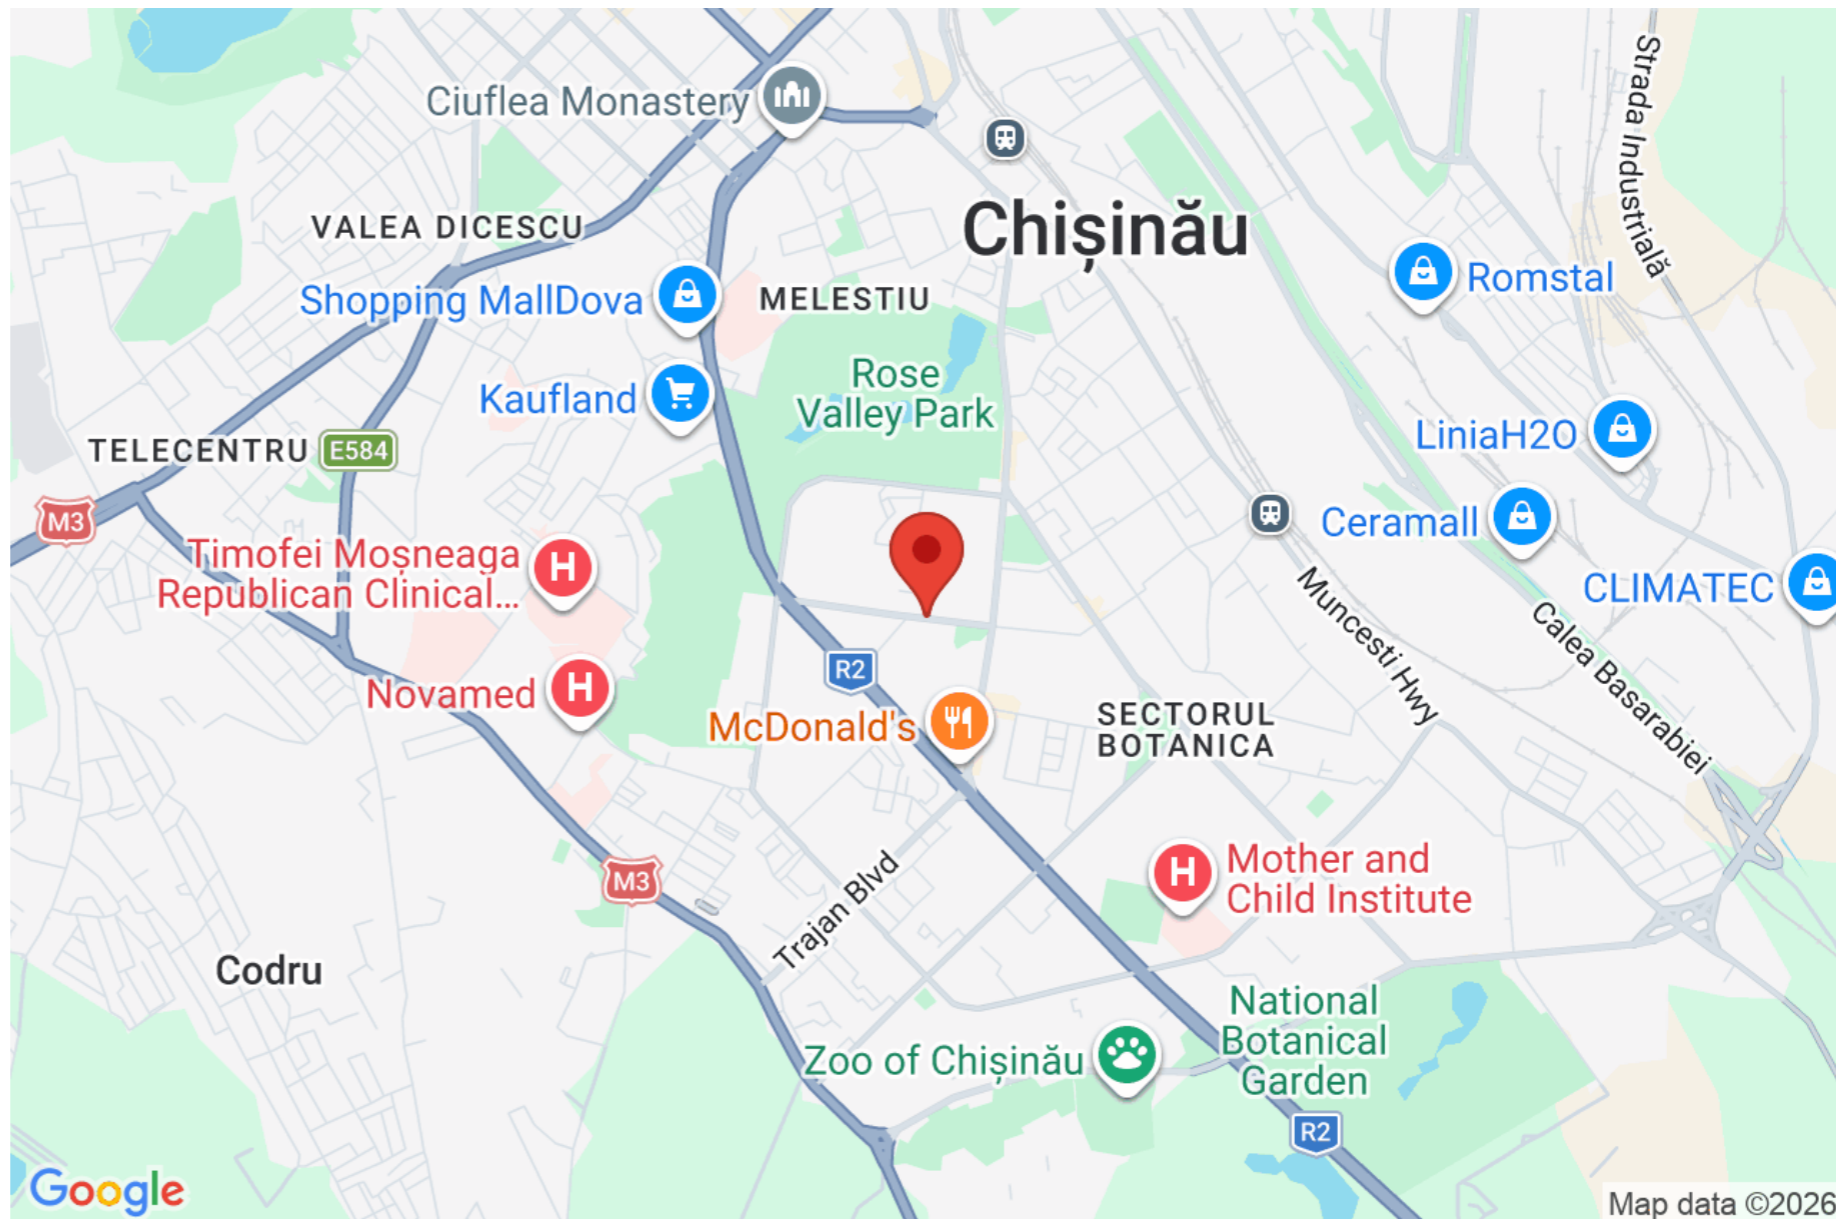 Ciuflea Monastery
Strada Industrială
Chișinău
VALEA DICESCU
Romstal
Shopping MallDova
MELESTIU
Rose
Valley Park
Kaufland
LiniaH2O
TELECENTRU
E584
M3
Ceramall
Timofei Moșneaga
Republican Clinical...
H
CLIMATEC
Muncesti Hwy
Calea Basarabiei
R2
Novamed
H
McDonald's
SECTORUL
BOTANICA
M3
Trajan Blvd
H
Mother and
Child Institute
Codru
National
Botanical
Garden
Zoo of Chișinău
R2
Google
Map data ©2026